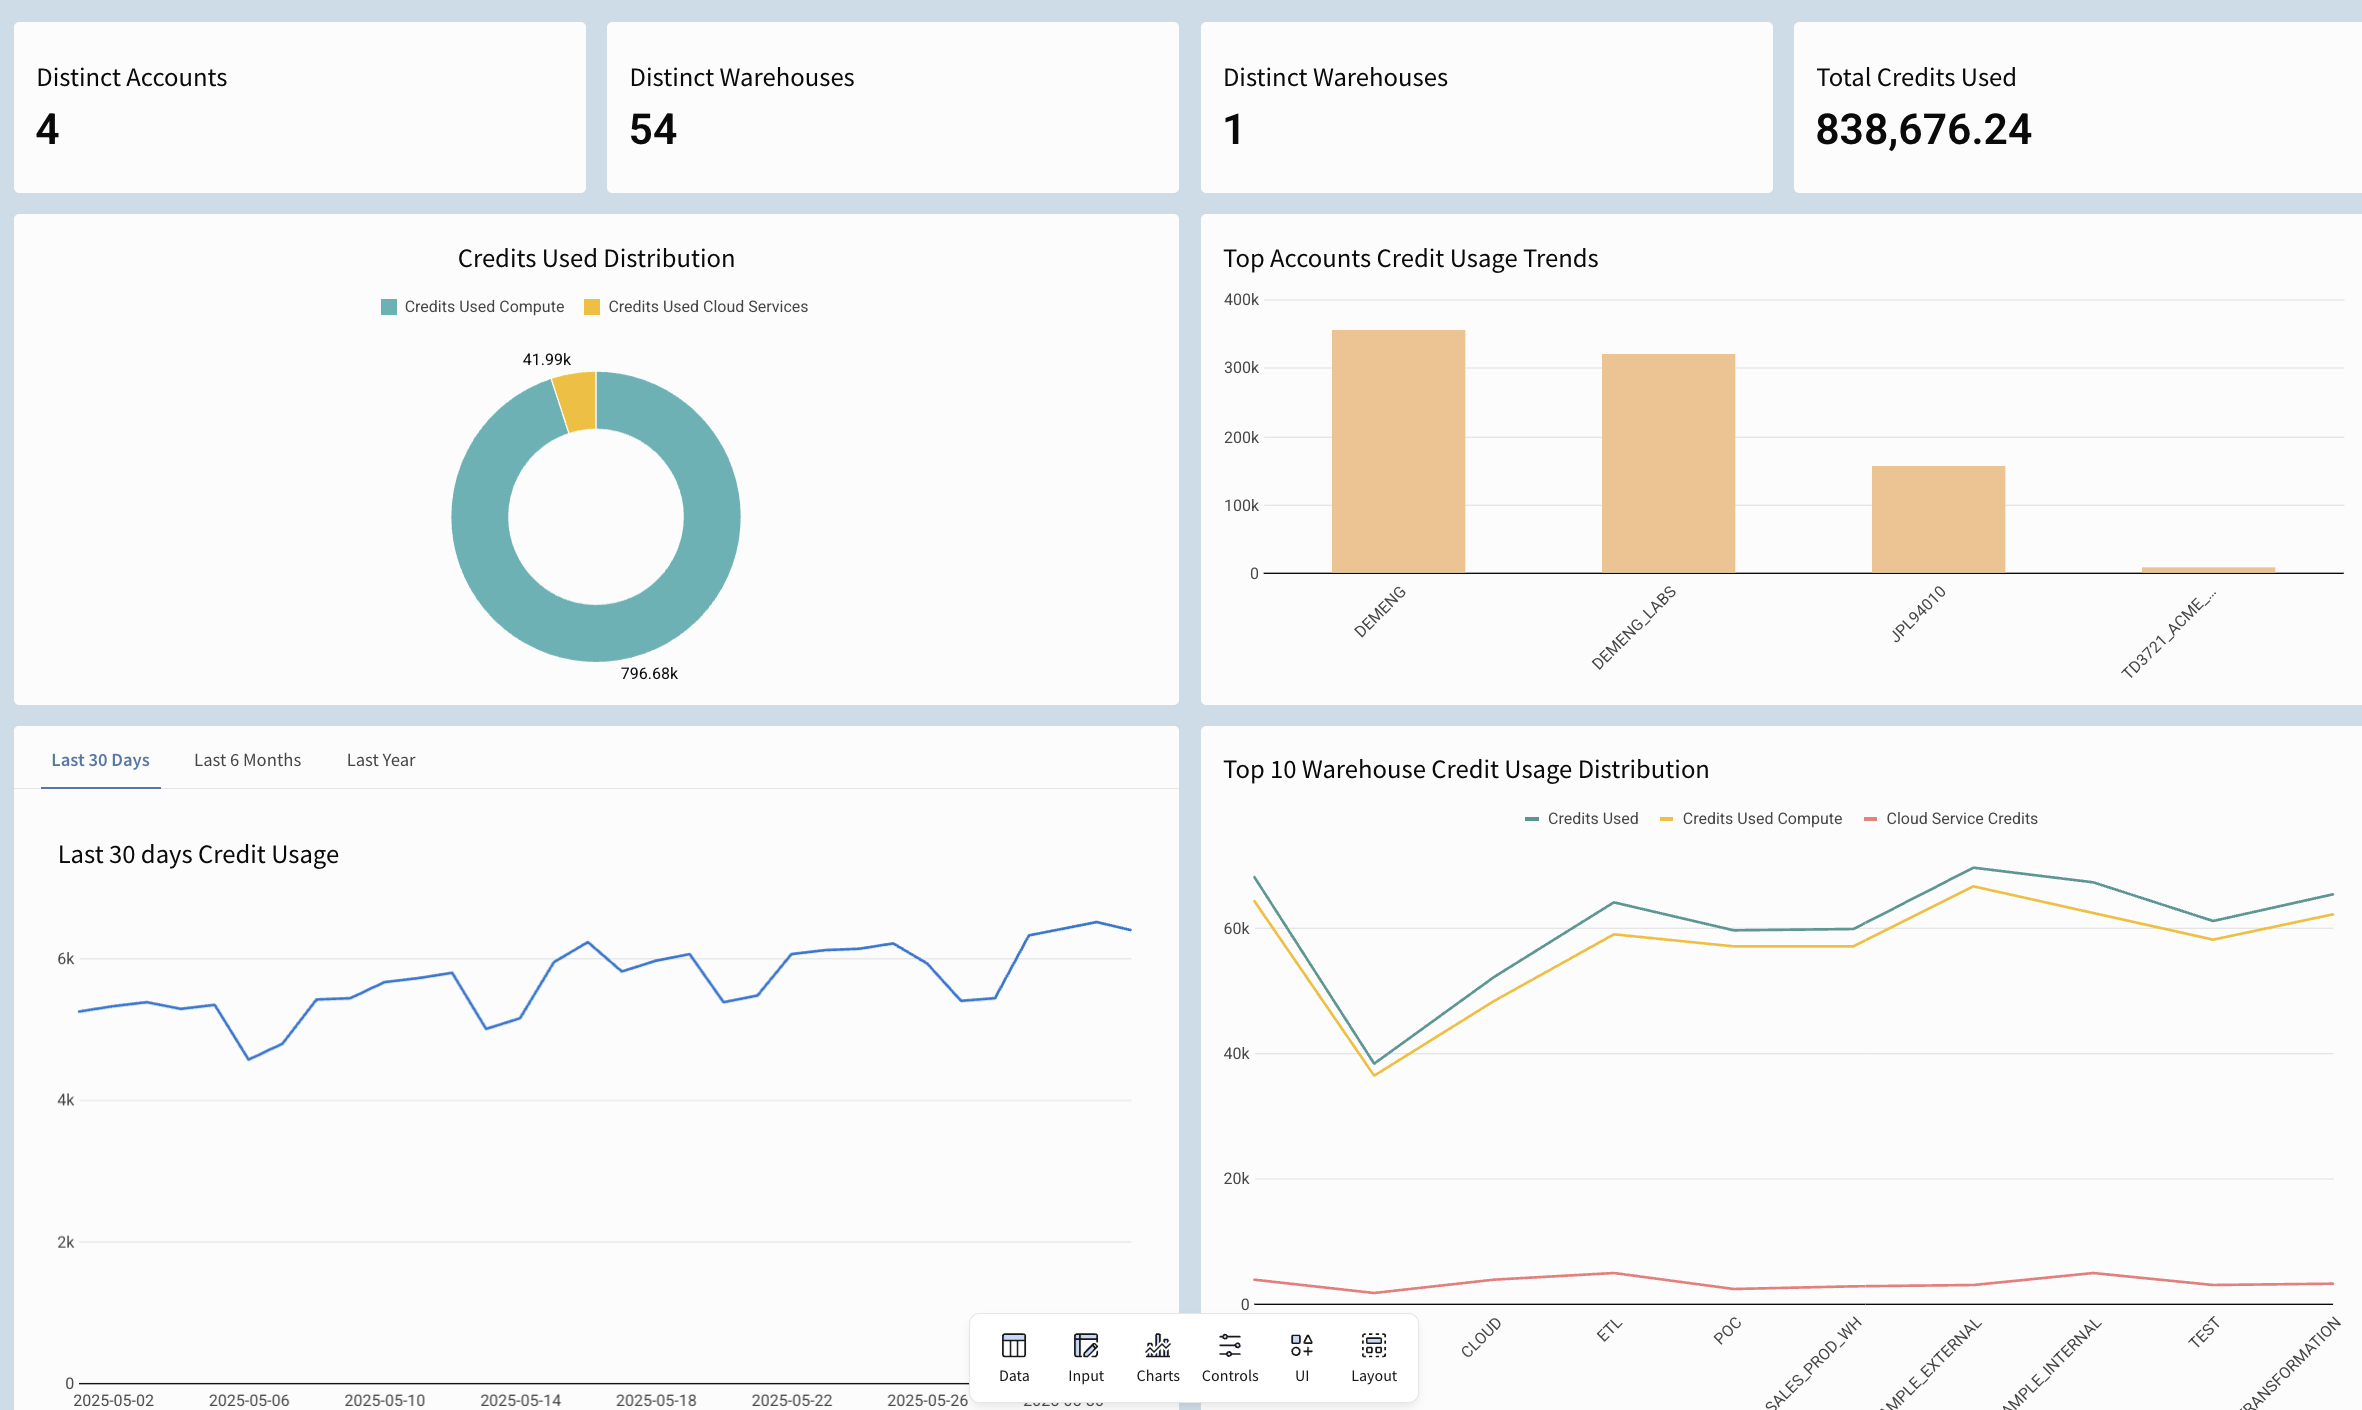 Distinct Accounts
4
Distinct Warehouses
54
Distinct Warehouses
1
Total Credits Used
838,676.24
Credits Used Distribution
Credits Used Compute
Credits Used Cloud Services
41.99k
796.68k
Top Accounts Credit Usage Trends
400k
300k
200k
100k
0
DEMENG
DEMENG_LABS
JPL94010
TD3721_ACME_...
Last 30 Days
Last 6 Months
Last Year
Last 30 days Credit Usage
6k
4k
2k
0
2025-05-02
2025-05-06
2025-05-10
2025-05-14
2025-05-18
2025-05-22
2025-05-26
Top 10 Warehouse Credit Usage Distribution
Credits Used
Credits Used Compute
Cloud Service Credits
60k
40k
20k
0
CLOUD
ETL
POC
SALES_PROD_WH
AMPLE_EXTERNAL
AMPLE_INTERNAL
TEST
RANSFORMATION
Data
Input
Charts
Controls
UI
Layout